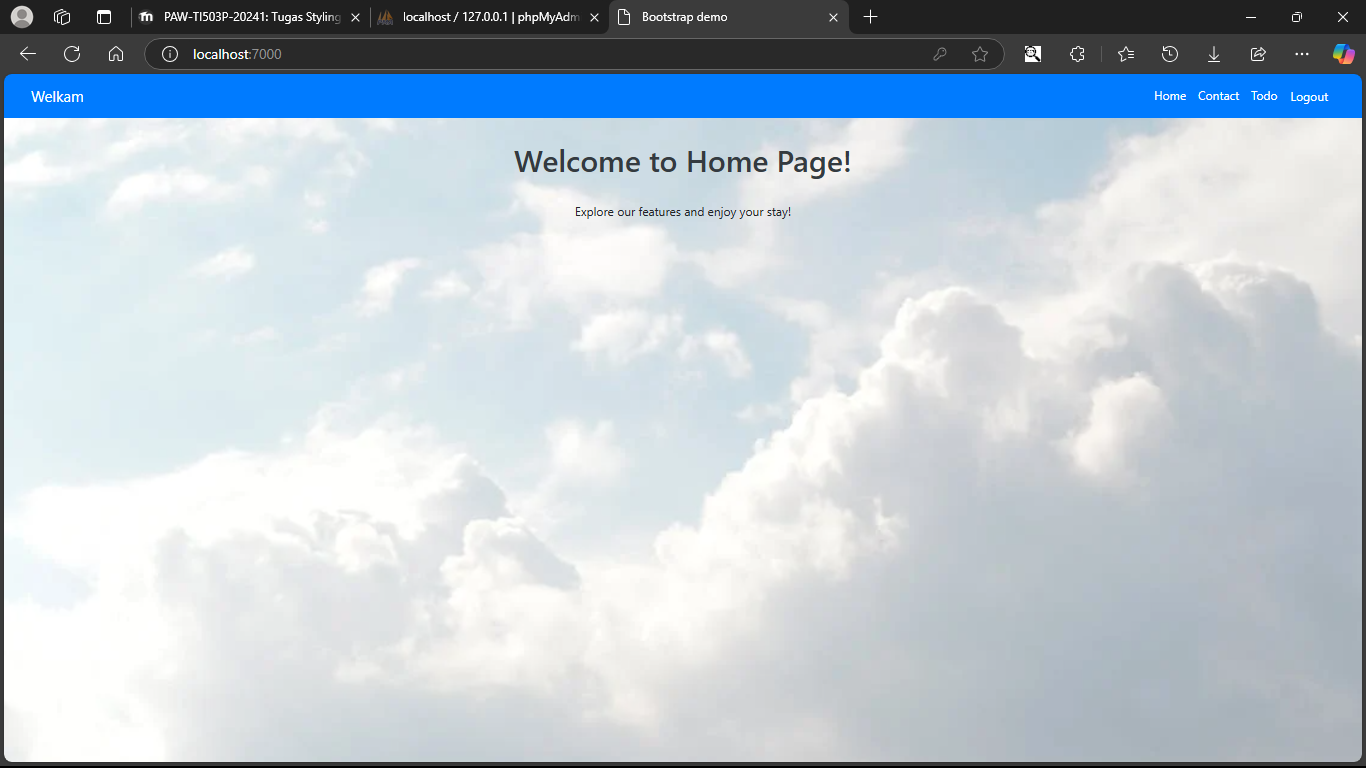 PAW-TI503P-20241: Tugas Styling
localhost / 127.0.0.1 | phpMyAdm
Bootstrap demo
localhost:7000
Welkam
Home Contact Todo Logout
Welcome to Home Page!
Explore our features and enjoy your stay!